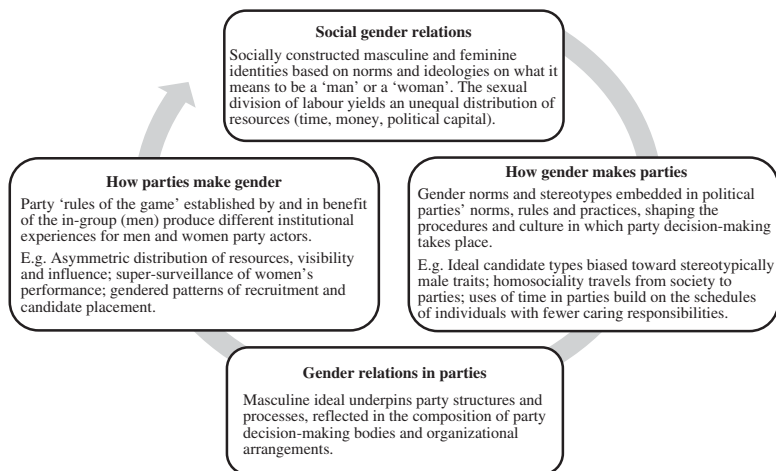 Social gender relations
Socially constructed masculine and feminine
identities based on norms and ideologies on what it
means to be a ‘man’ or a ‘woman’. The sexual
division of labour yields an unequal distribution of
resources (time, money, political capital).
How parties make gender
Party ‘rules of the game’ established by and in benefit
of the in-group (men) produce different institutional
experiences for men and women party actors.
E.g. Asymmetric distribution of resources, visibility
and influence; super-surveillance of women’s
performance; gendered patterns of recruitment and
candidate placement.
How gender makes parties
Gender norms and stereotypes embedded in political
parties’ norms, rules and practices, shaping the
procedures and culture in which party decision-making
takes place.
E.g. Ideal candidate types biased toward stereotypically
male traits; homosociality travels from society to
parties; uses of time in parties build on the schedules
of individuals with fewer caring responsibilities.
Gender relations in parties
Masculine ideal underpins party structures and
processes, reflected in the composition of party
decision-making bodies and organizational
arrangements.